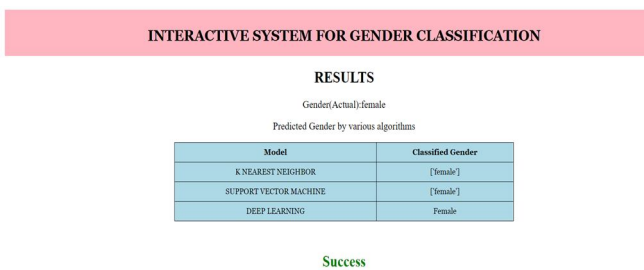 INTERACTIVE SYSTEM FOR GENDER CLASSIFICATION
RESULTS
Gender(Actual):female
Predicted Gender by various algorithms
Model Classified Gender
K NEAREST NEIGHBOR ['female']
SUPPORT VECTOR MACHINE ['female']
DEEP LEARNING Female
Success